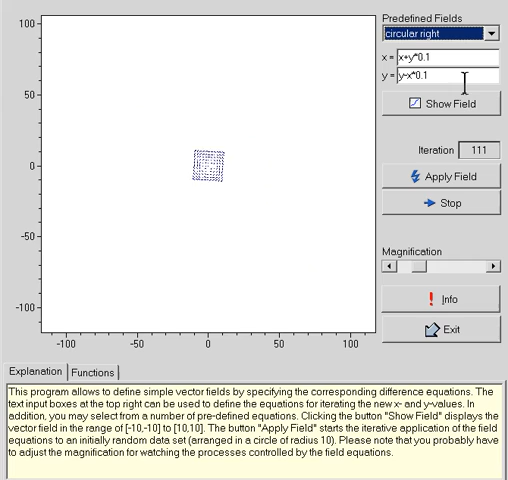 Predefined Fields
circular right
x = x+y*0.1
y = y-x*0.1
Show Field
Iteration 111
Apply Field
Stop
Magnification
Info
Exit
100
50
0
-50
-100
-100 -50 0 50 100
Explanation Functions
This program allows to define simple vector fields by specifying the corresponding difference equations. The
text input boxes at the top right can be used to define the equations for iterating the new x- and y-values. In
addition, you may select from a number of pre-defined equations. Clicking the button "Show Field" displays the
vector field in the range of [-10,-10] to [10,10]. The button "Apply Field" starts the iterative application of the field
equations to an initially random data set (arranged in a circle of radius 10). Please note that you probably have
to adjust the magnification for watching the processes controlled by the field equations.